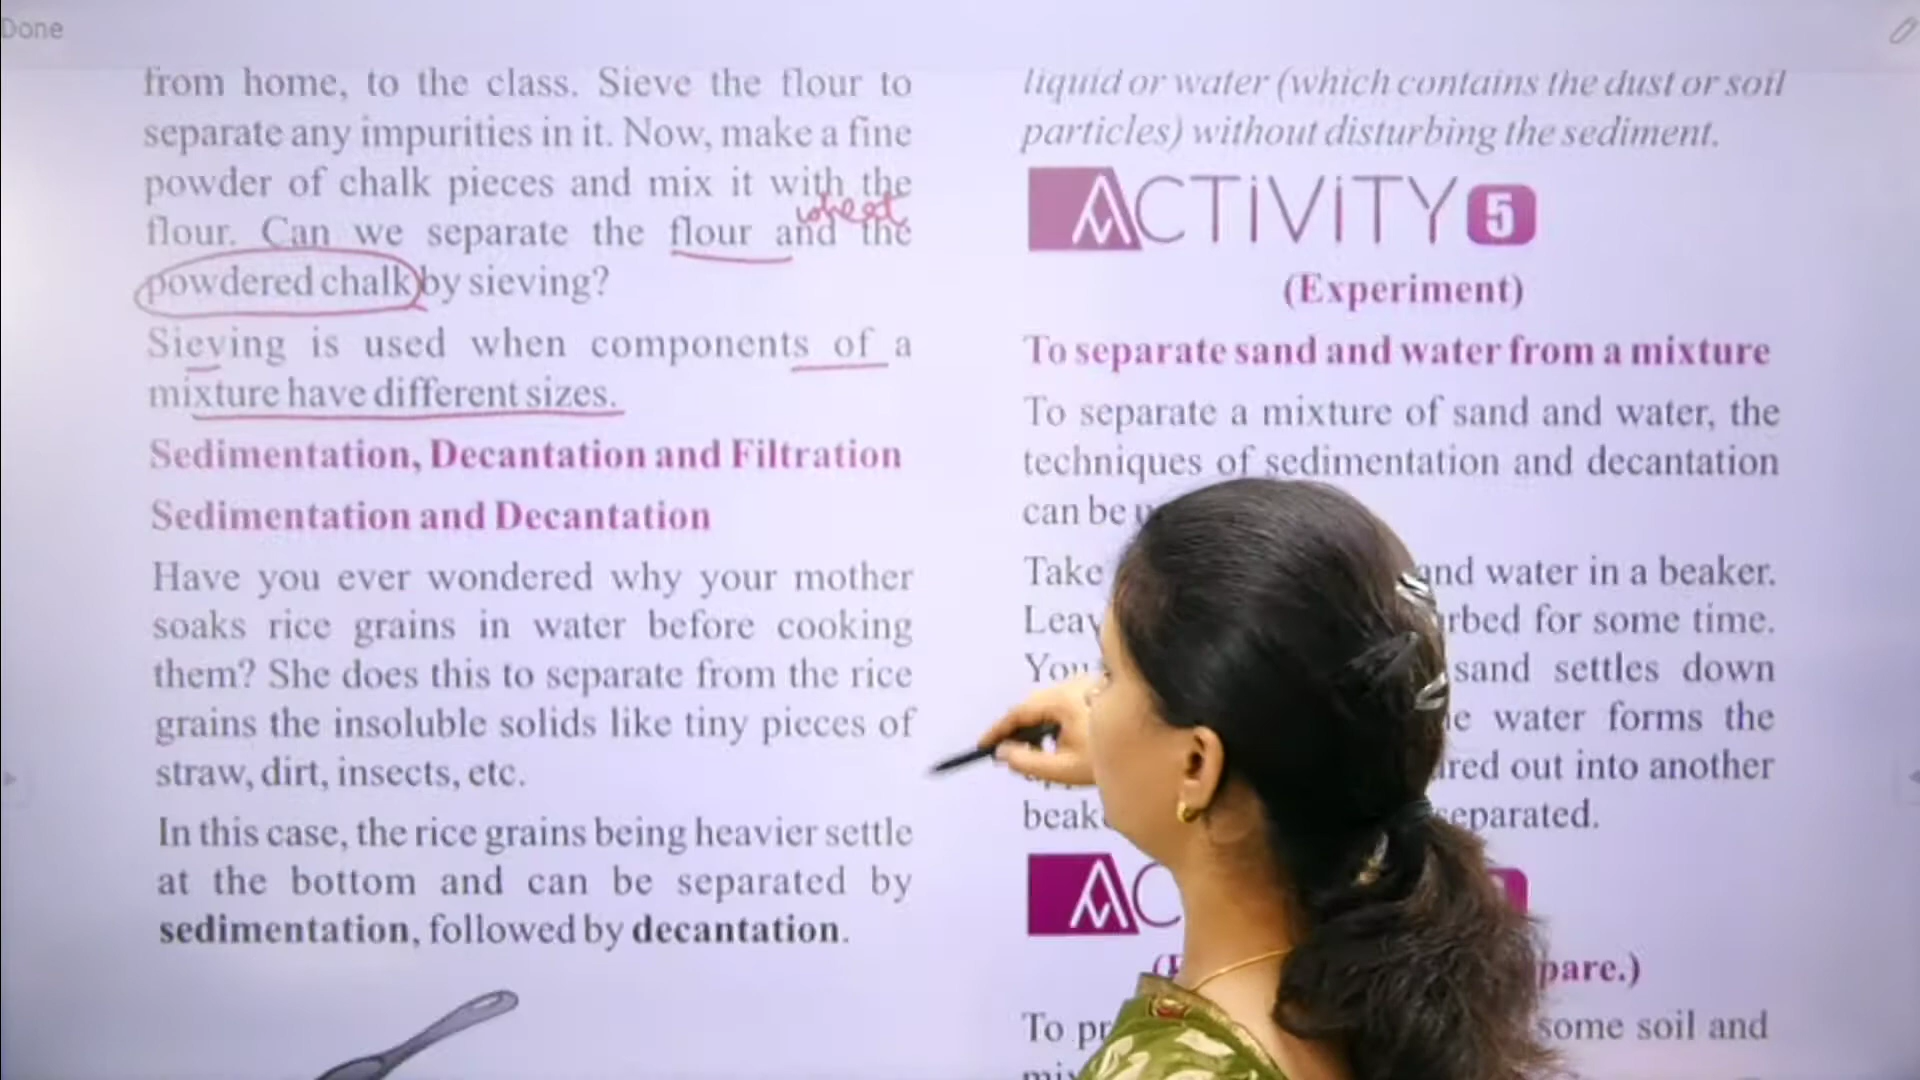 Done
from home, to the class. Sieve the flour to
separate any impurities in it. Now, make a fine
powder of chalk pieces and mix it with the
wheat
flour. Can we separate the flour and the
powdered chalk by sieving?
Sieving is used when components of a
mixture have different sizes.
Sedimentation, Decantation and Filtration
Sedimentation and Decantation
Have you ever wondered why your mother
soaks rice grains in water before cooking
them? She does this to separate from the rice
grains the insoluble solids like tiny pieces of
straw, dirt, insects, etc.
In this case, the rice grains being heavier settle
at the bottom and can be separated by
sedimentation, followed by decantation.
liquid or water (which contains the dust or soil
particles) without disturbing the sediment.
ACTiViTY 5
(Experiment)
To separate sand and water from a mixture
To separate a mixture of sand and water, the
techniques of sedimentation and decantation
can be
Take and water in a beaker.
for some time.
sand settles down
water forms the
out into another
To some soil and